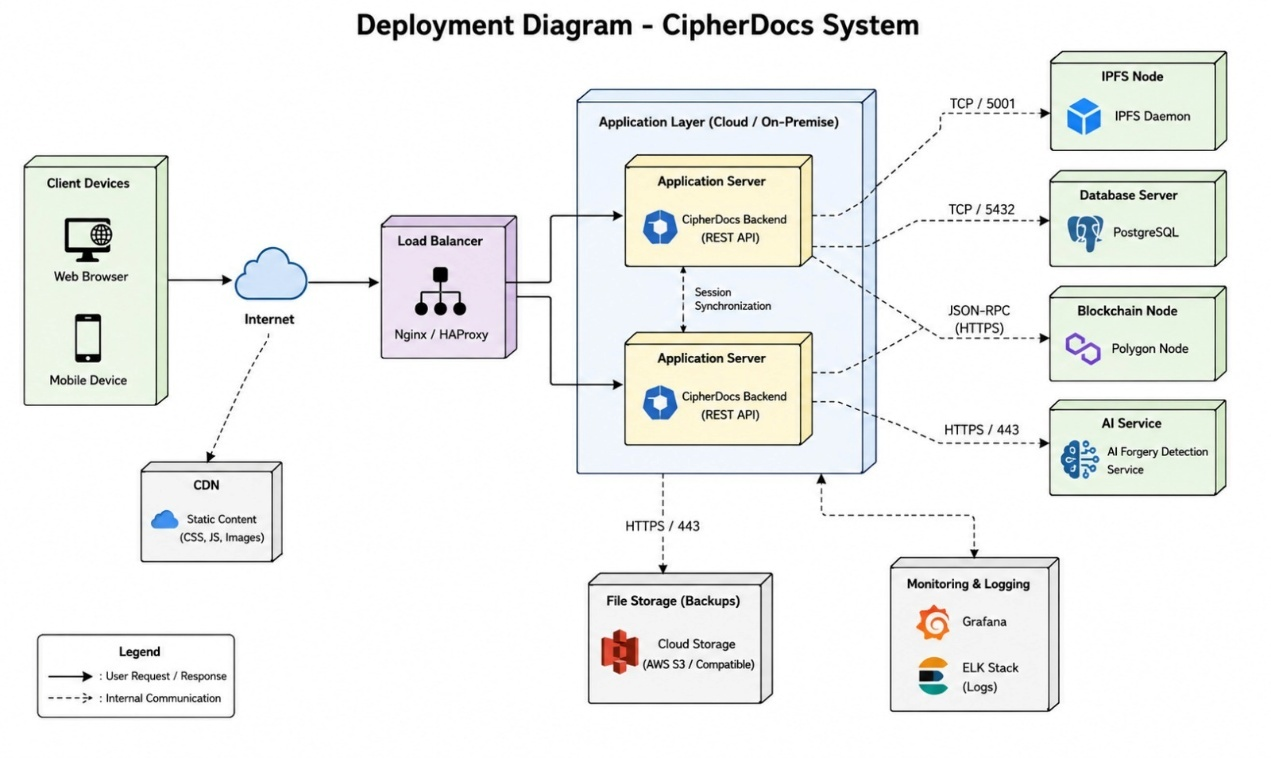 Deployment Diagram - CipherDocs System
Client Devices
Web Browser
Mobile Device
Internet
CDN
Static Content
(CSS, JS, Images)
Load Balancer
Nginx / HAProxy
Application Layer (Cloud / On-Premise)
Application Server
CipherDocs Backend
(REST API)
Session
Synchronization
Application Server
CipherDocs Backend
(REST API)
TCP / 5001
TCP / 5432
JSON-RPC
(HTTPS)
HTTPS / 443
IPFS Node
IPFS Daemon
Database Server
PostgreSQL
Blockchain Node
Polygon Node
AI Service
AI Forgery Detection
Service
HTTPS / 443
File Storage (Backups)
Cloud Storage
(AWS S3 / Compatible)
Monitoring & Logging
Grafana
ELK Stack
(Logs)
Legend
: User Request / Response
: Internal Communication